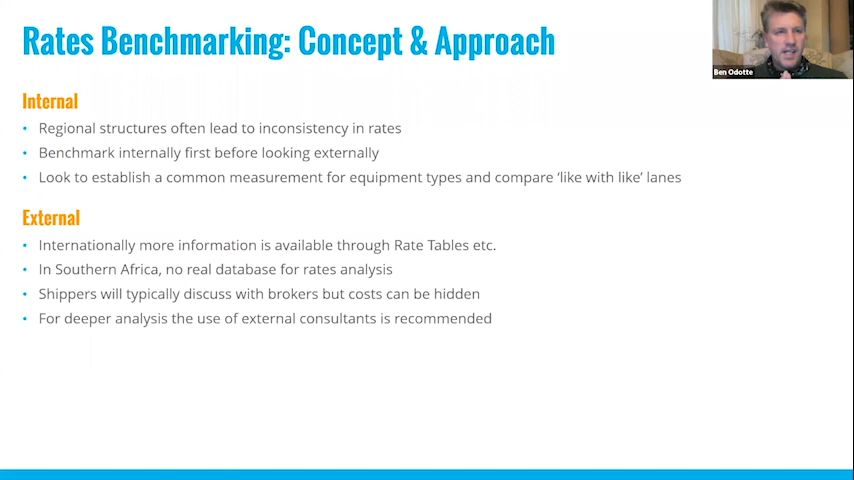 Rates Benchmarking: Concept & Approach
Ben Odotte
Internal
• Regional structures often lead to inconsistency in rates
• Benchmark internally first before looking externally
• Look to establish a common measurement for equipment types and compare ‘like with like’ lanes
External
• Internationally more information is available through Rate Tables etc.
• In Southern Africa, no real database for rates analysis
• Shippers will typically discuss with brokers but costs can be hidden
• For deeper analysis the use of external consultants is recommended